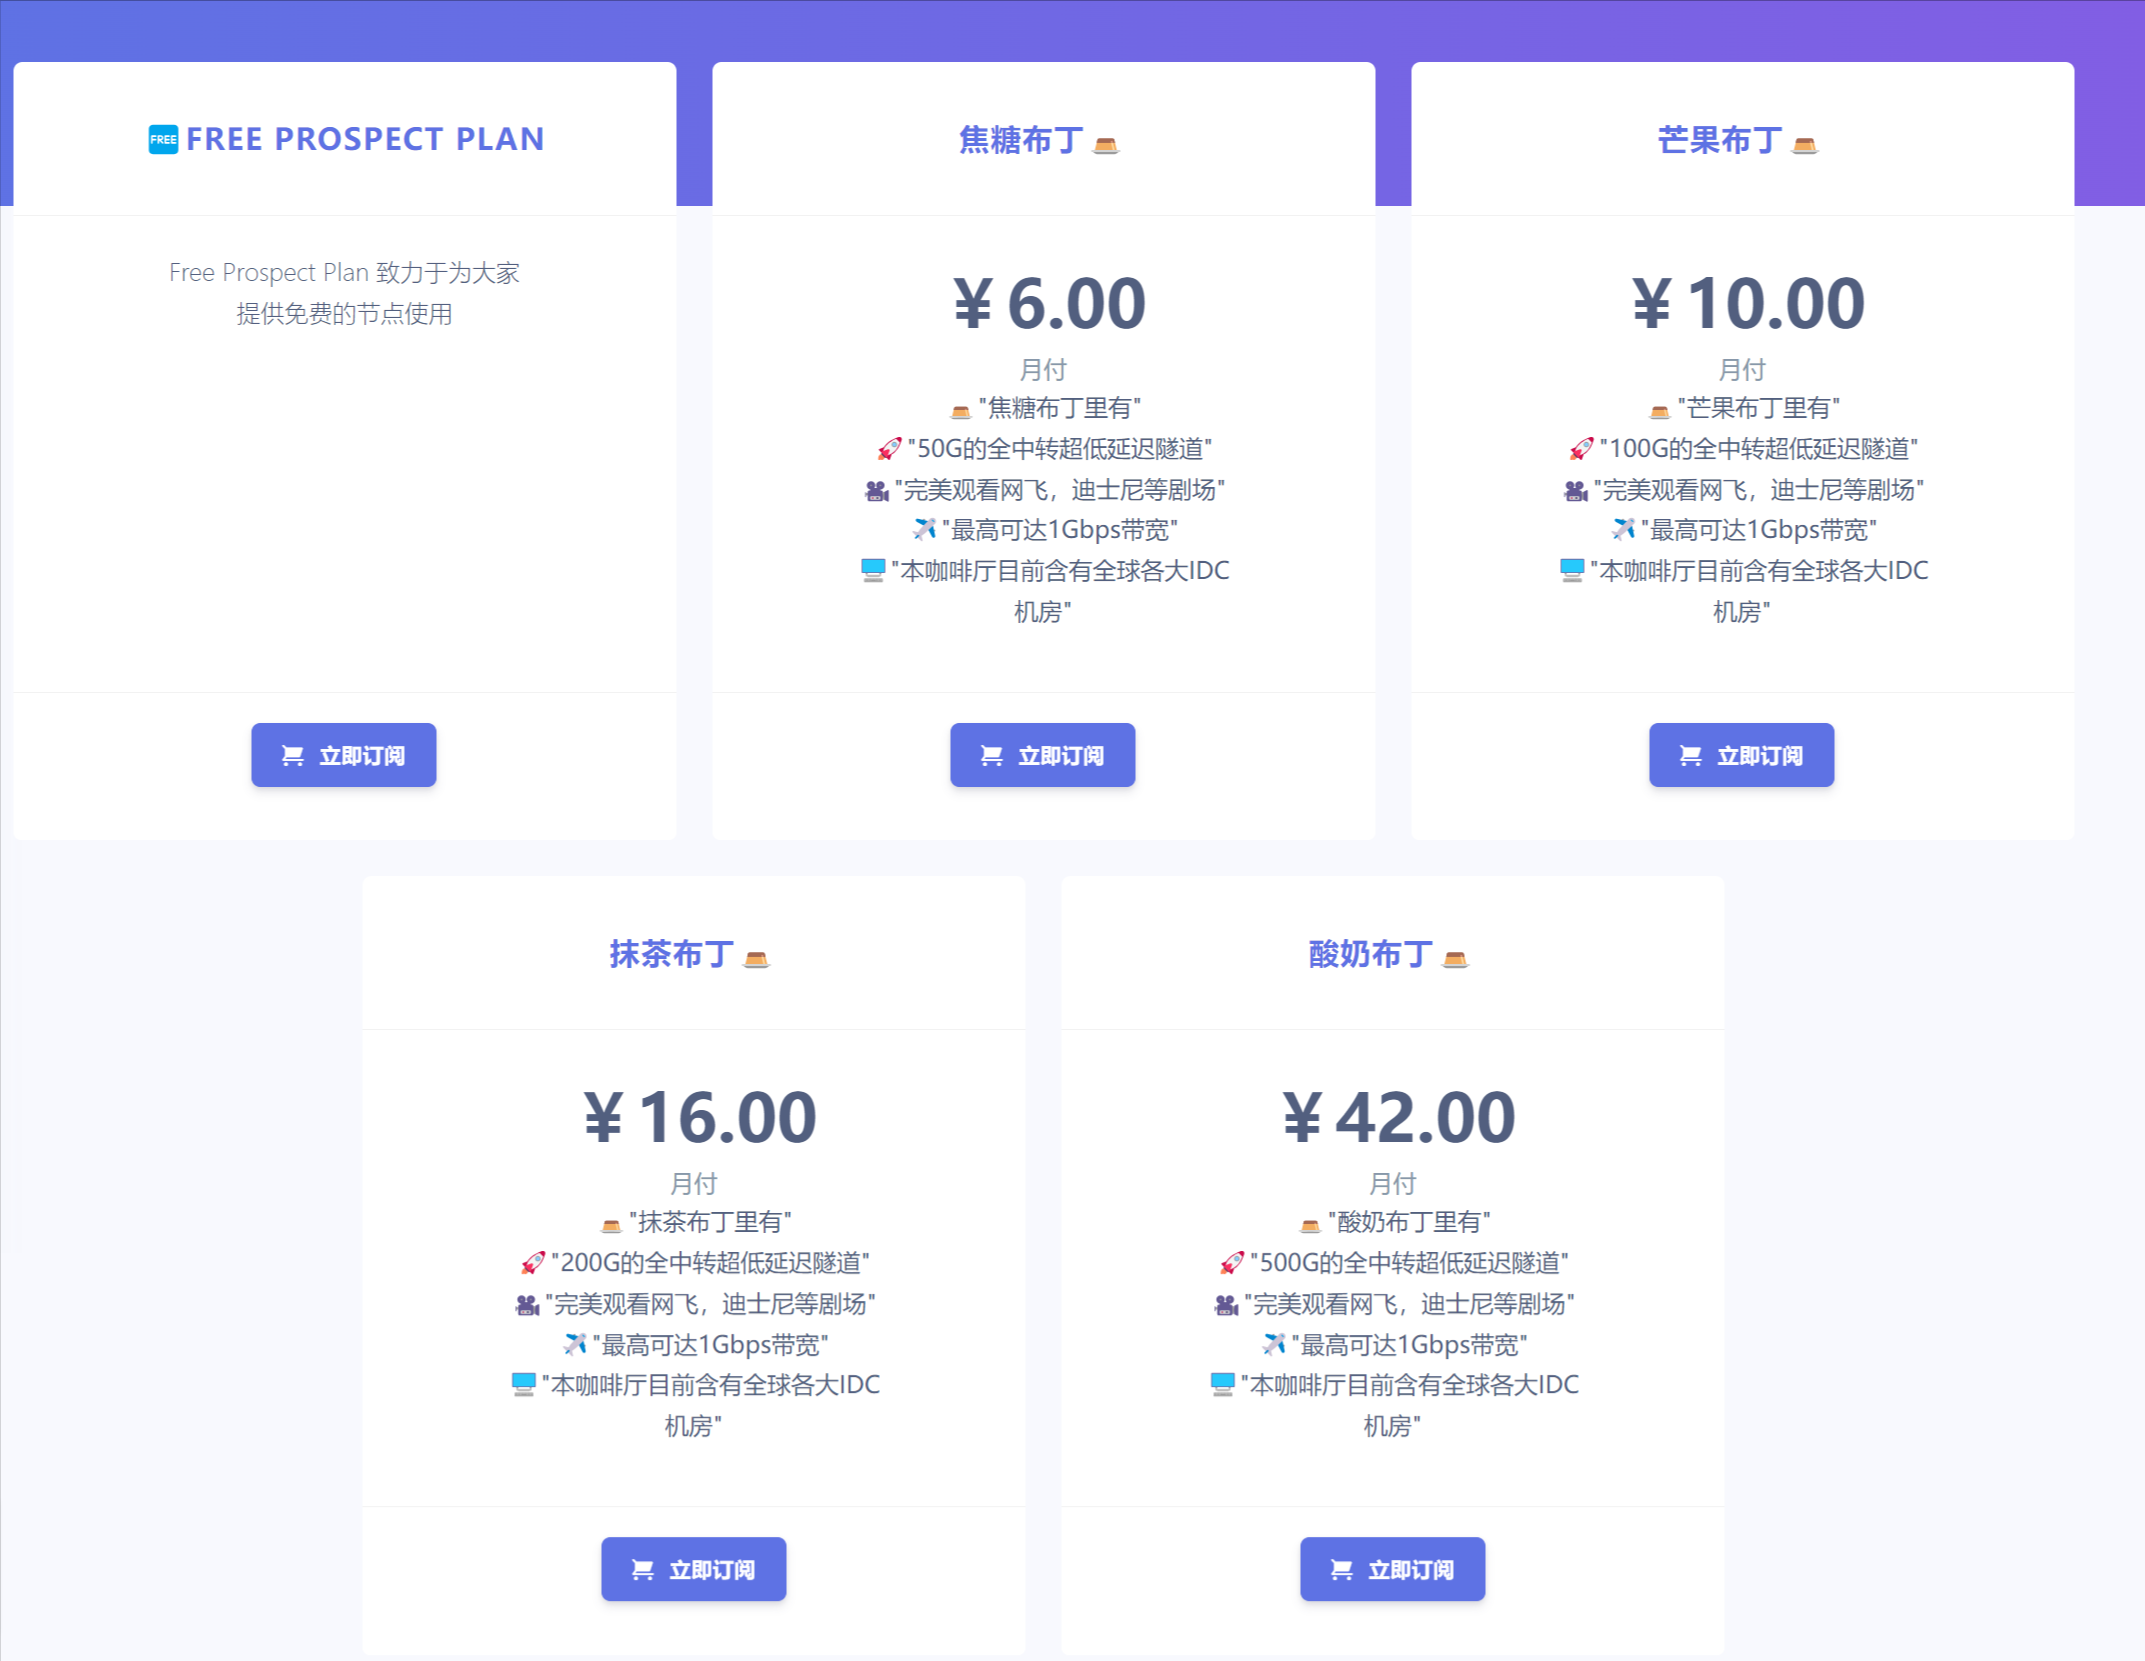 FREE PROSPECT PLAN
Free Prospect Plan 致力于为大家
提供免费的节点使用
立即订阅
焦糖布丁
¥ 6.00
月付
"焦糖布丁里有"
"50G的全中转超低延迟隧道"
"完美观看网飞，迪士尼等剧场"
"最高可达1Gbps带宽"
"本咖啡厅目前含有全球各大IDC
机房"
立即订阅
芒果布丁
¥ 10.00
月付
"芒果布丁里有"
"100G的全中转超低延迟隧道"
"完美观看网飞，迪士尼等剧场"
"最高可达1Gbps带宽"
"本咖啡厅目前含有全球各大IDC
机房"
立即订阅
抹茶布丁
¥ 16.00
月付
"抹茶布丁里有"
"200G的全中转超低延迟隧道"
"完美观看网飞，迪士尼等剧场"
"最高可达1Gbps带宽"
"本咖啡厅目前含有全球各大IDC
机房"
立即订阅
酸奶布丁
¥ 42.00
月付
"酸奶布丁里有"
"500G的全中转超低延迟隧道"
"完美观看网飞，迪士尼等剧场"
"最高可达1Gbps带宽"
"本咖啡厅目前含有全球各大IDC
机房"
立即订阅